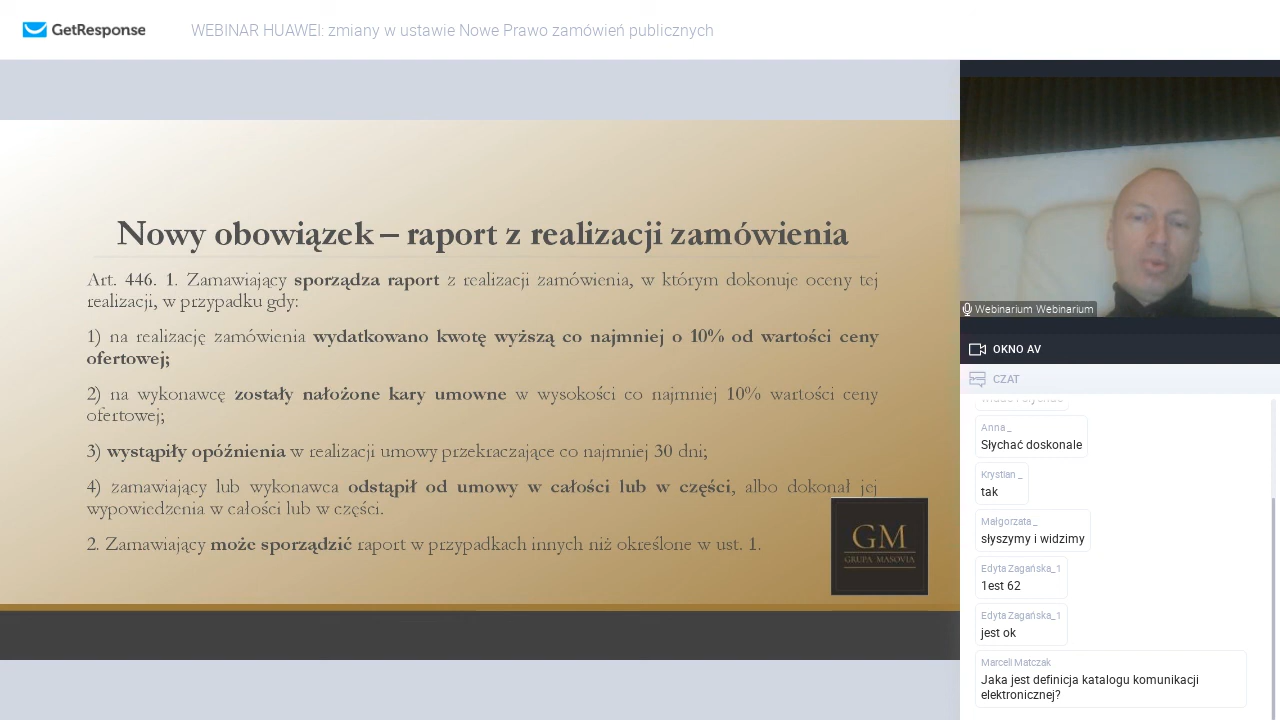 GetResponse
WEBINAR HUAWEI: zmiany w ustawie Nowe Prawo zamówień publicznych
Nowy obowiązek – raport z realizacji zamówienia
Art. 446. 1. Zamawiający sporządza raport z realizacji zamówienia, w którym dokonuje oceny tej
realizacji, w przypadku gdy:
1) na realizację zamówienia wydatkowano kwotę wyższą co najmniej o 10% od wartości ceny
ofertowej;
2) na wykonawcę zostały nałożone kary umowne w wysokości co najmniej 10% wartości ceny
ofertowej;
3) wystąpiły opóźnienia w realizacji umowy przekraczające co najmniej 30 dni;
4) zamawiający lub wykonawca odstąpił od umowy w całości lub w części, albo dokonał jej
wypowiedzenia w całości lub w części.
2. Zamawiający może sporządzić raport w przypadkach innych niż określone w ust. 1.
GM
GRUPA MASOVIA
Webinarium Webinarium
OKNO AV
CZAT
Anna _
Słychać doskonale
Krystian _
tak
Małgorzata _
słyszymy i widzimy
Edyta Zagańska_1
1est 62
Edyta Zagańska_1
jest ok
Marceli Matczak
Jaka jest definicja katalogu komunikacji
elektronicznej?